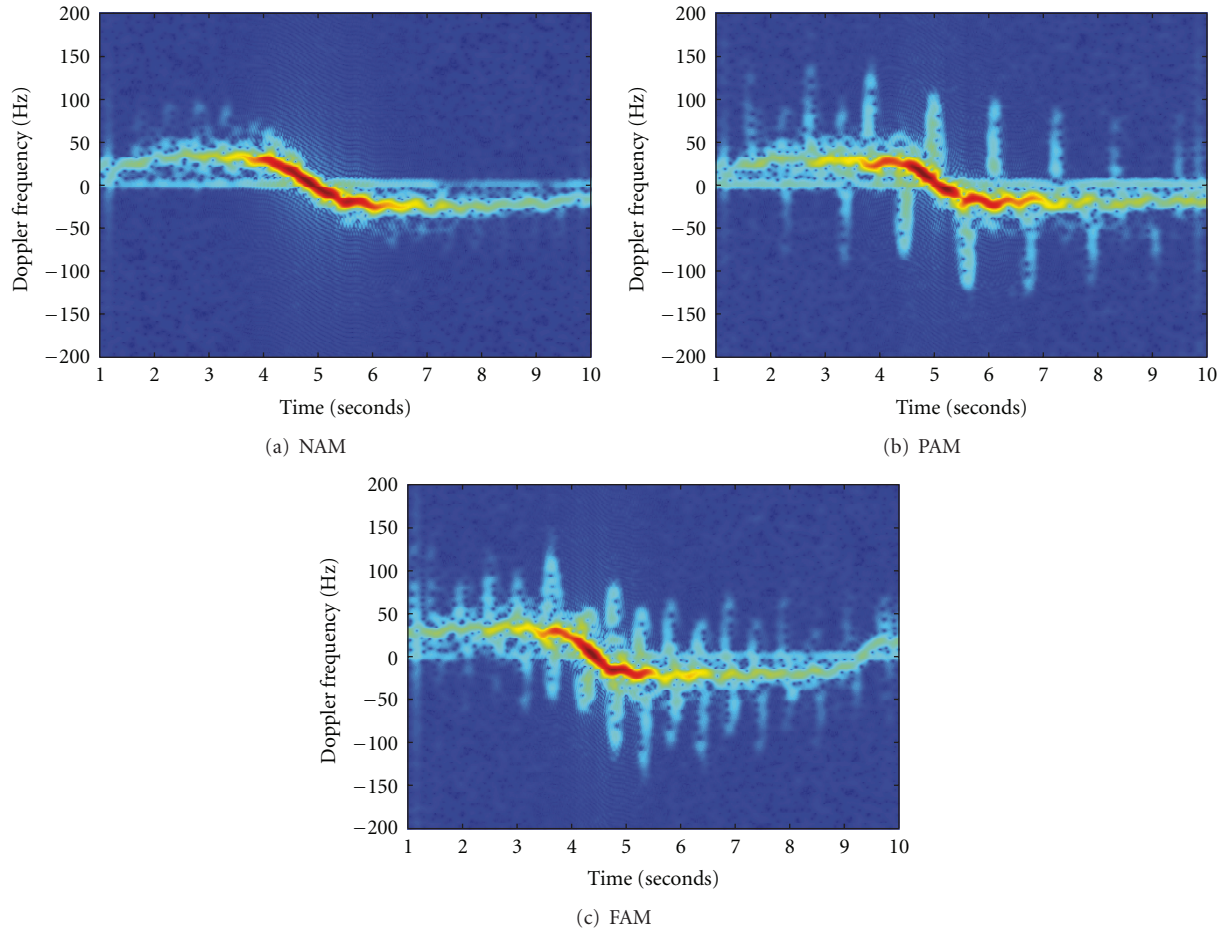 200
150
100
50
0
−50
−100
−150
−200
Doppler frequency (Hz)
1 2 3 4 5 6 7 8 9 10
Time (seconds)
(a) NAM
200
150
100
50
0
−50
−100
−150
−200
Doppler frequency (Hz)
1 2 3 4 5 6 7 8 9 10
Time (seconds)
(b) PAM
200
150
100
50
0
−50
−100
−150
−200
Doppler frequency (Hz)
1 2 3 4 5 6 7 8 9 10
Time (seconds)
(c) FAM